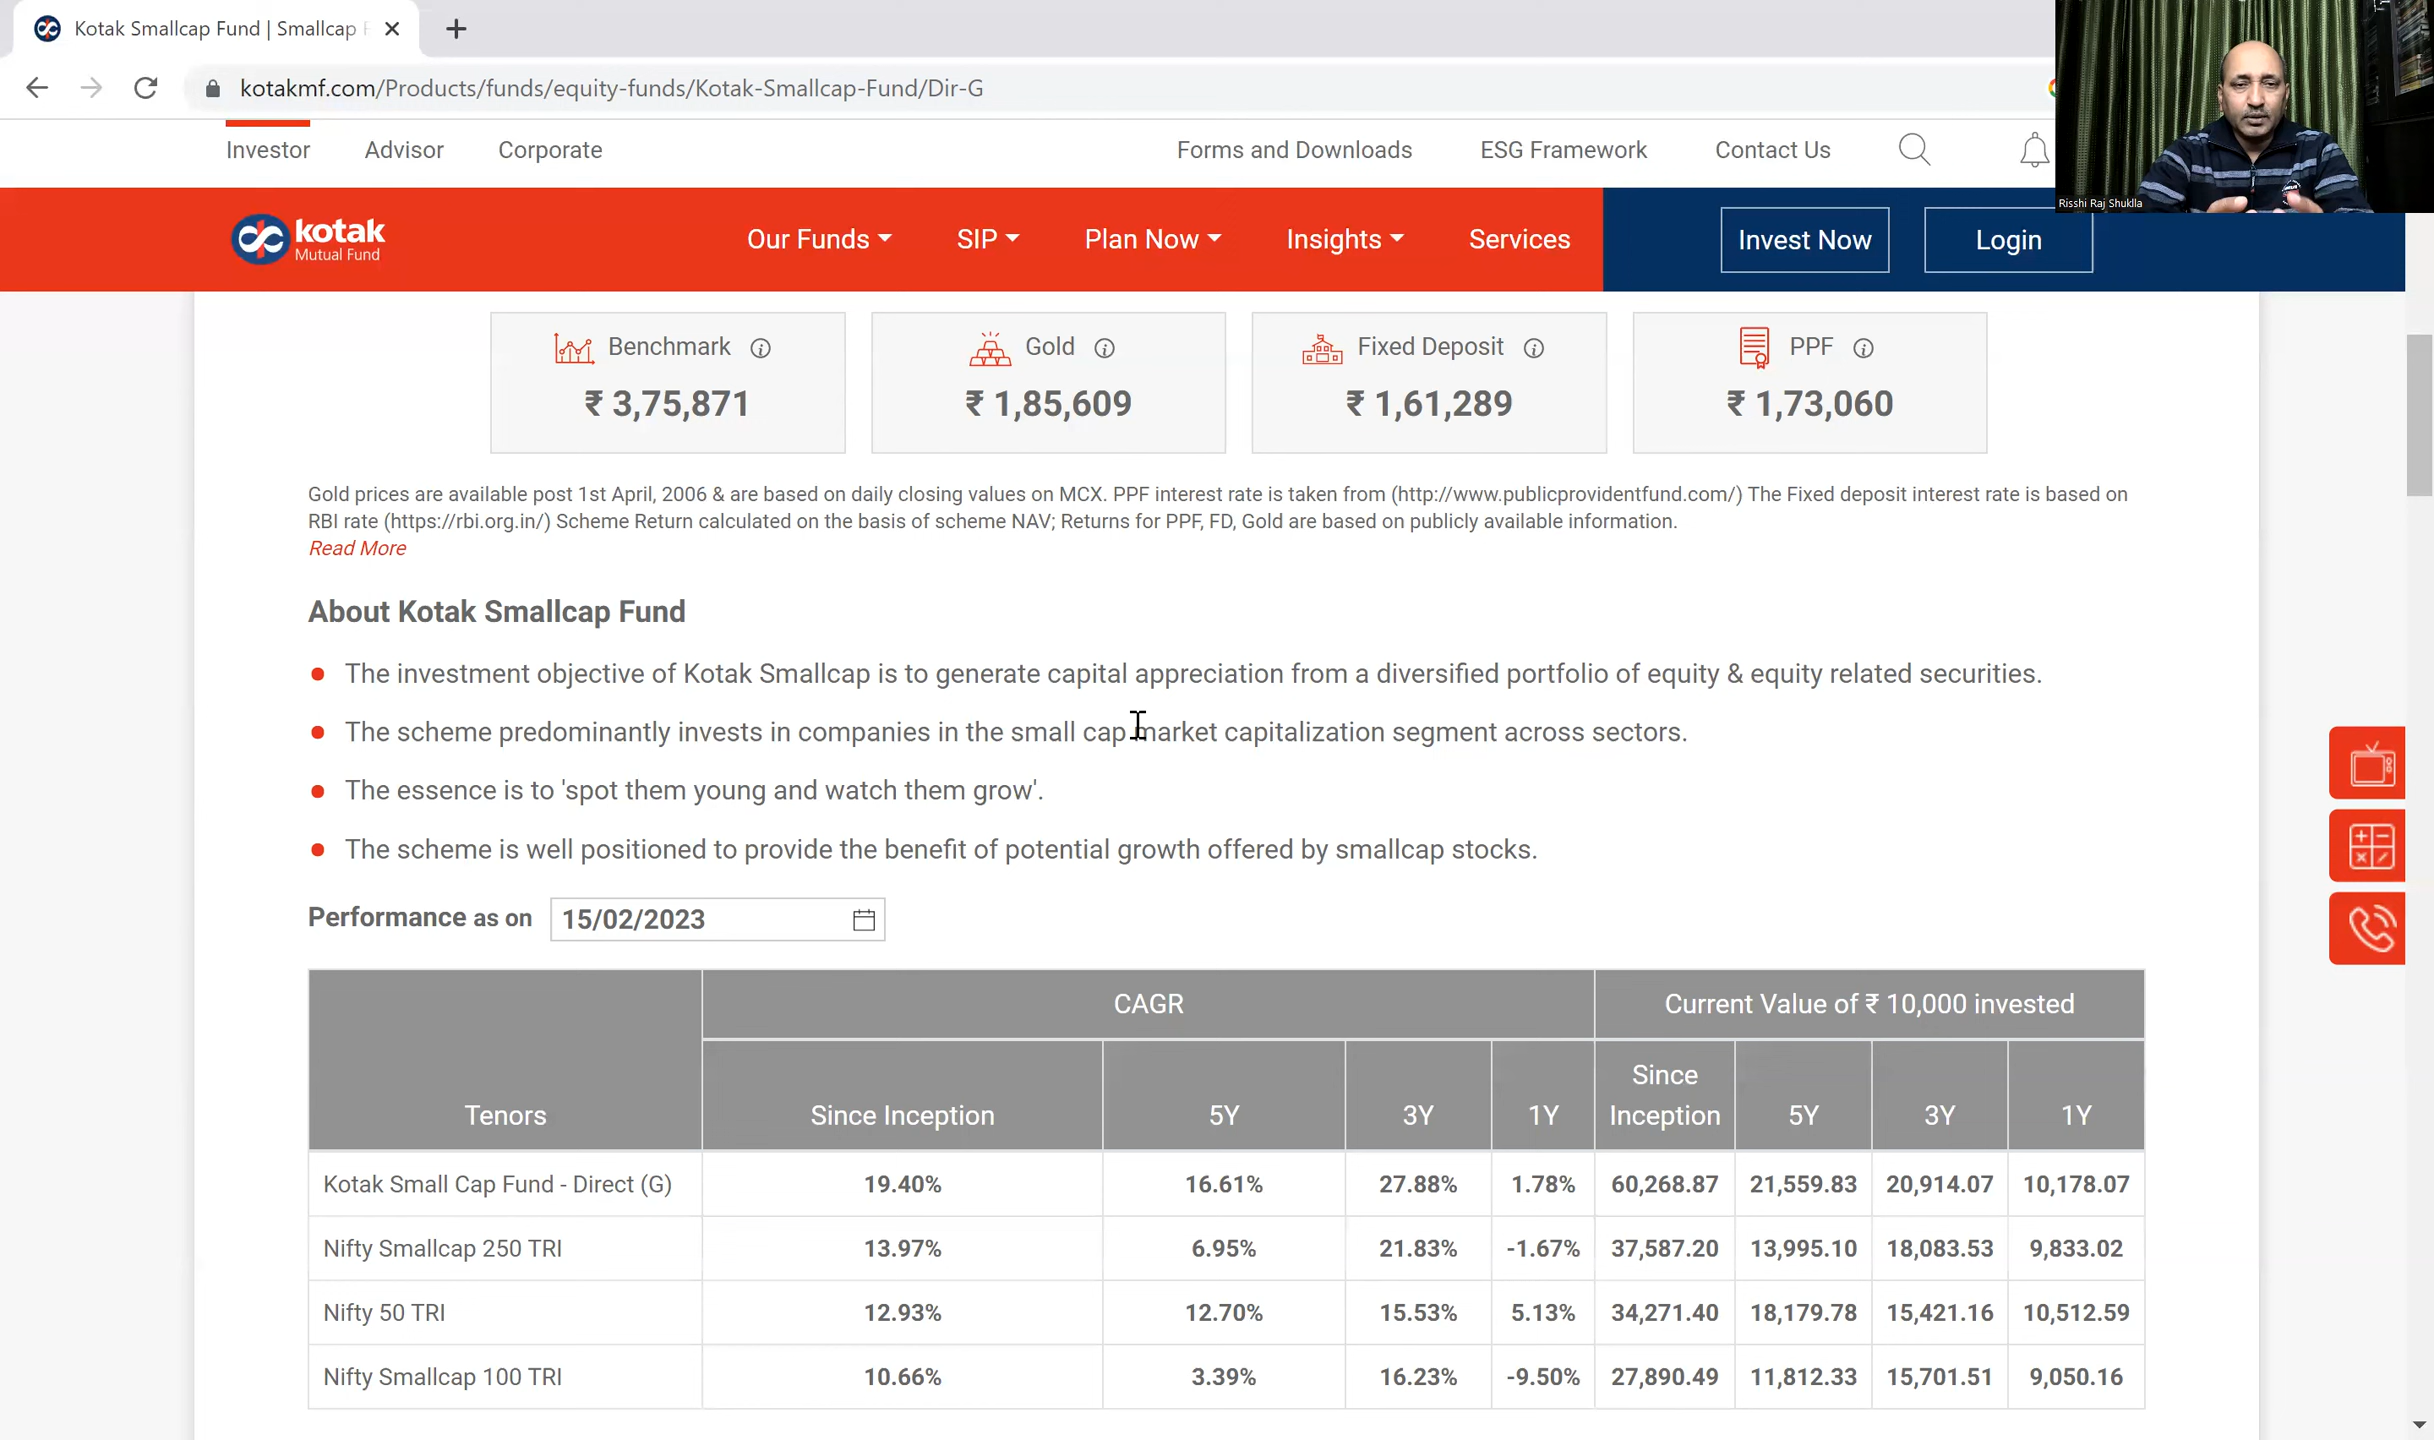 Kotak Smallcap Fund | Smallcap F
kotakmf.com/Products/funds/equity-funds/Kotak-Smallcap-Fund/Dir-G
Investor Advisor Corporate Forms and Downloads ESG Framework Contact Us
Risshi Raj Shuklla
kotak
Mutual Fund
Our Funds SIP Plan Now Insights Services Invest Now Login
Benchmark Gold Fixed Deposit PPF
₹ 3,75,871 ₹ 1,85,609 ₹ 1,61,289 ₹ 1,73,060
Gold prices are available post 1st April, 2006 & are based on daily closing values on MCX. PPF interest rate is taken from (http://www.publicprovidentfund.com/) The Fixed deposit interest rate is based on
RBI rate (https://rbi.org.in/) Scheme Return calculated on the basis of scheme NAV; Returns for PPF, FD, Gold are based on publicly available information.
Read More
About Kotak Smallcap Fund
The investment objective of Kotak Smallcap is to generate capital appreciation from a diversified portfolio of equity & equity related securities.
The scheme predominantly invests in companies in the small cap market capitalization segment across sectors.
The essence is to 'spot them young and watch them grow'.
The scheme is well positioned to provide the benefit of potential growth offered by smallcap stocks.
Performance as on 15/02/2023
CAGR Current Value of ₹ 10,000 invested
Tenors Since Inception 5Y 3Y 1Y Since Inception 5Y 3Y 1Y
Kotak Small Cap Fund - Direct (G) 19.40% 16.61% 27.88% 1.78% 60,268.87 21,559.83 20,914.07 10,178.07
Nifty Smallcap 250 TRI 13.97% 6.95% 21.83% -1.67% 37,587.20 13,995.10 18,083.53 9,833.02
Nifty 50 TRI 12.93% 12.70% 15.53% 5.13% 34,271.40 18,179.78 15,421.16 10,512.59
Nifty Smallcap 100 TRI 10.66% 3.39% 16.23% -9.50% 27,890.49 11,812.33 15,701.51 9,050.16